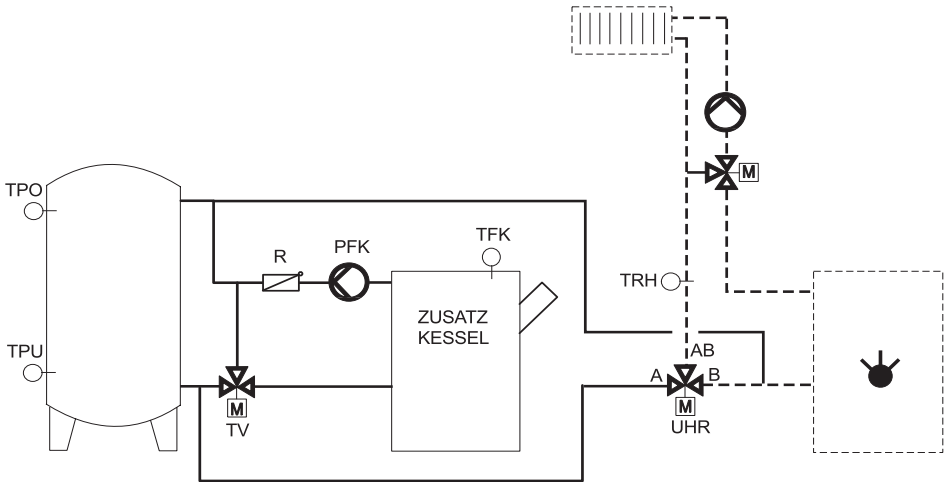 M
TPO
PFK
TFK
R
TRH
ZUSATZ
KESSEL
TPU
AB
A
B
M
M
TV
UHR